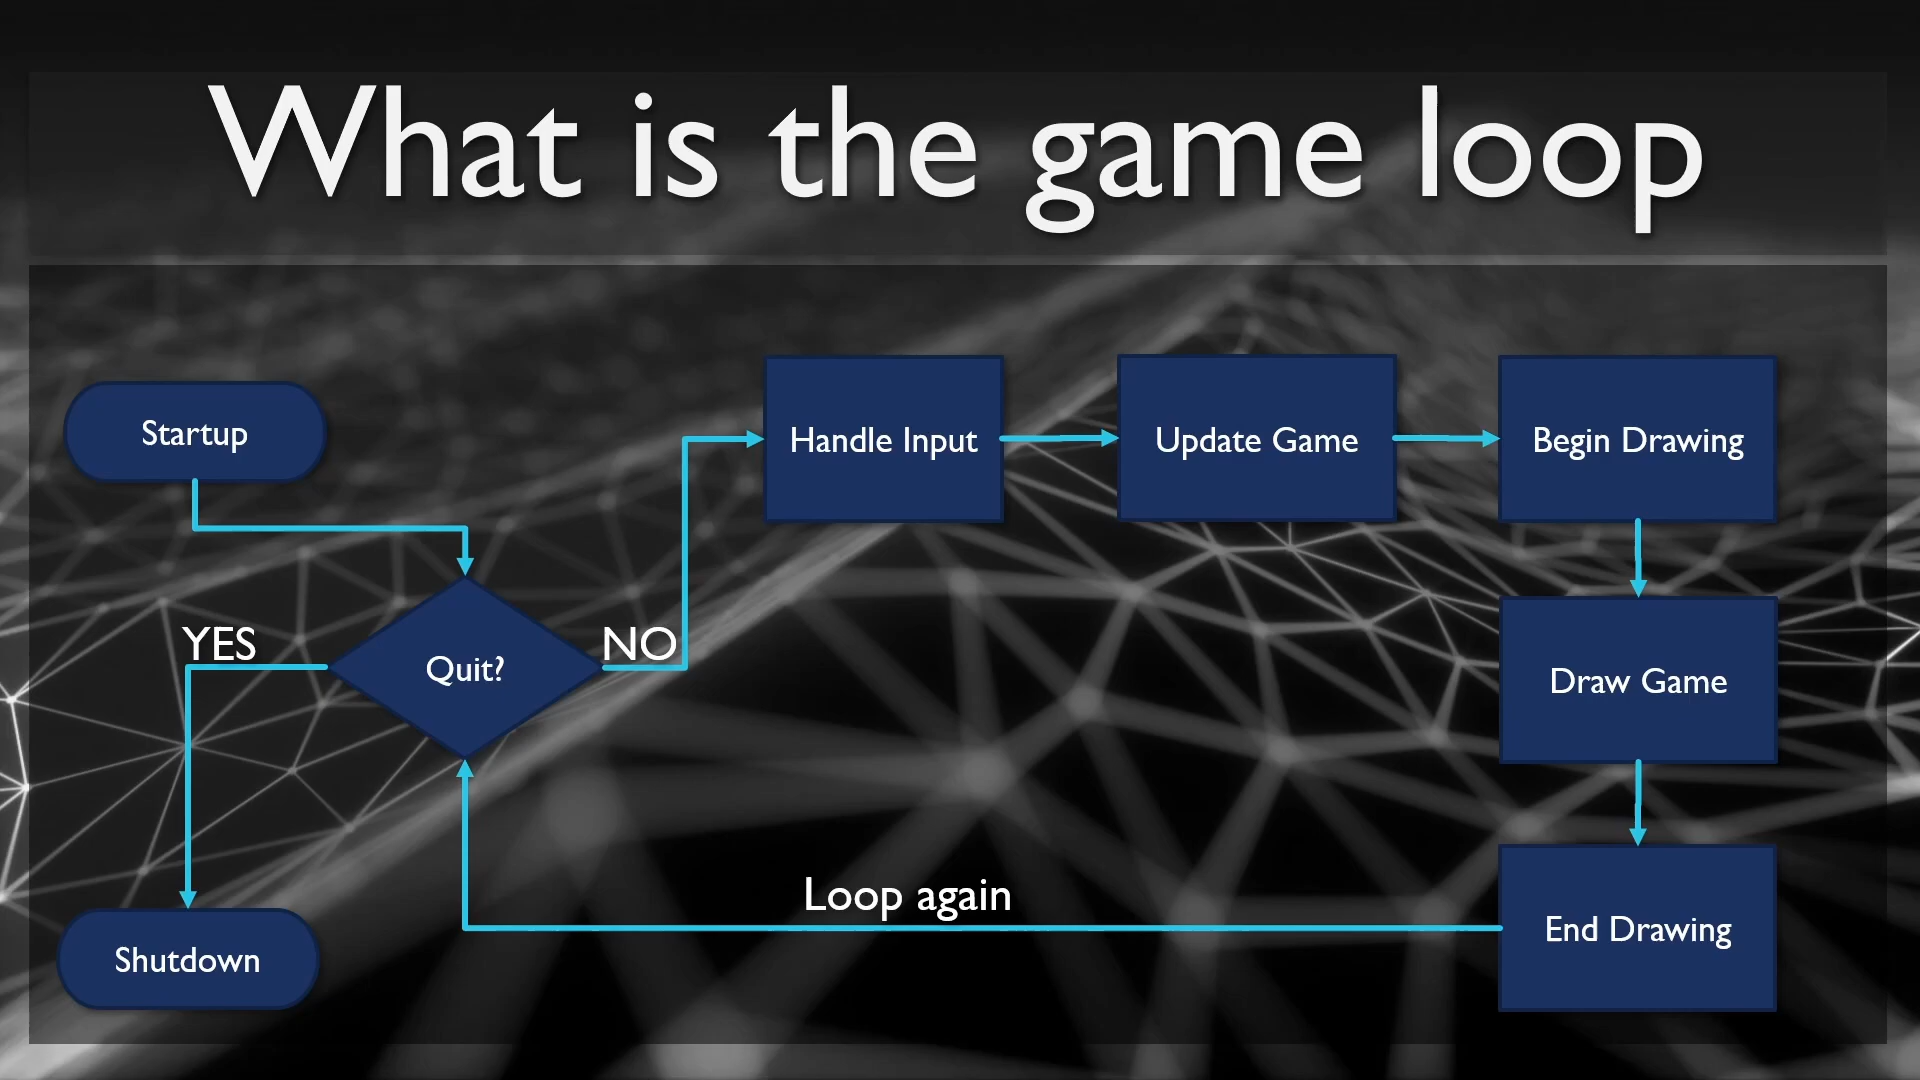 What is the game loop
Startup
Handle Input
Update Game
Begin Drawing
YES
Quit?
NO
Draw Game
Loop again
End Drawing
Shutdown